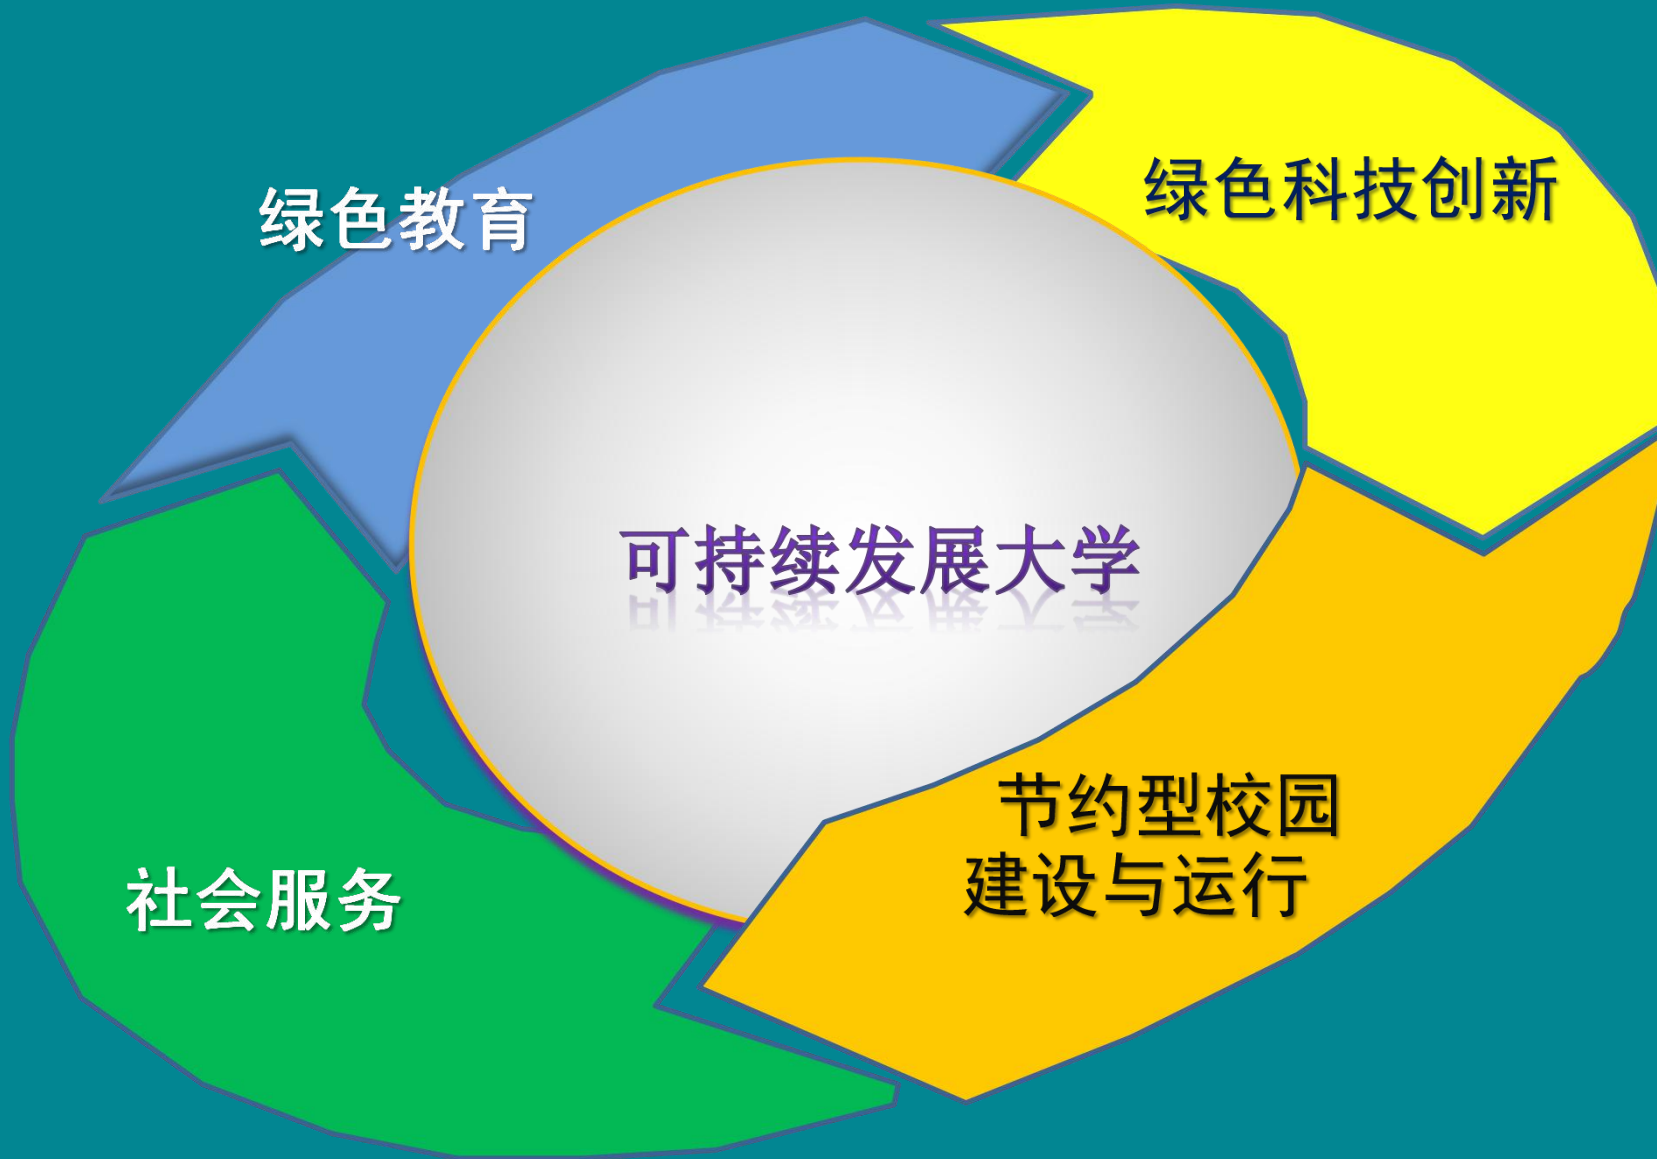 绿色科技创新
绿色教育
可持续发展大学
节约型校园
建设与运行
社会服务